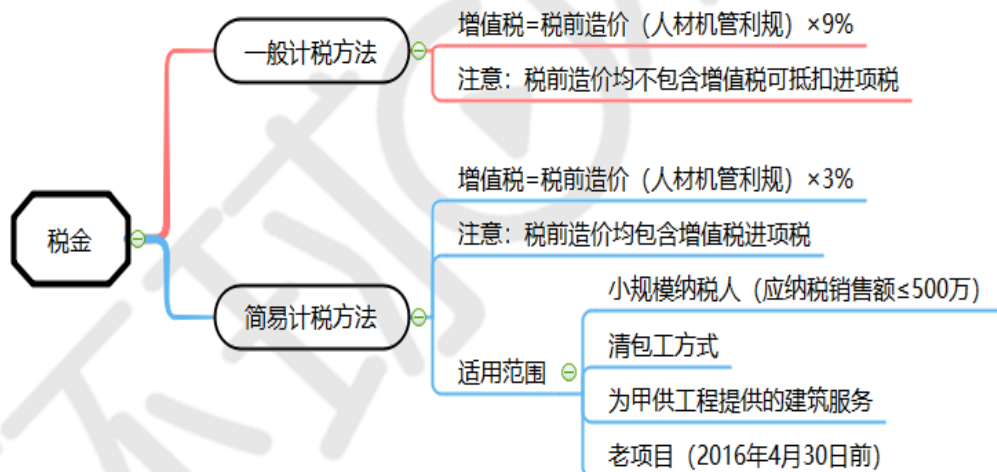 税金
一般计税方法
增值税=税前造价（人材机管利规）×9%
注意：税前造价均不包含增值税可抵扣进项税
简易计税方法
增值税=税前造价（人材机管利规）×3%
注意：税前造价均包含增值税进项税
适用范围
小规模纳税人（应纳税销售额≤500万）
清包工方式
为甲供工程提供的建筑服务
老项目（2016年4月30日前）